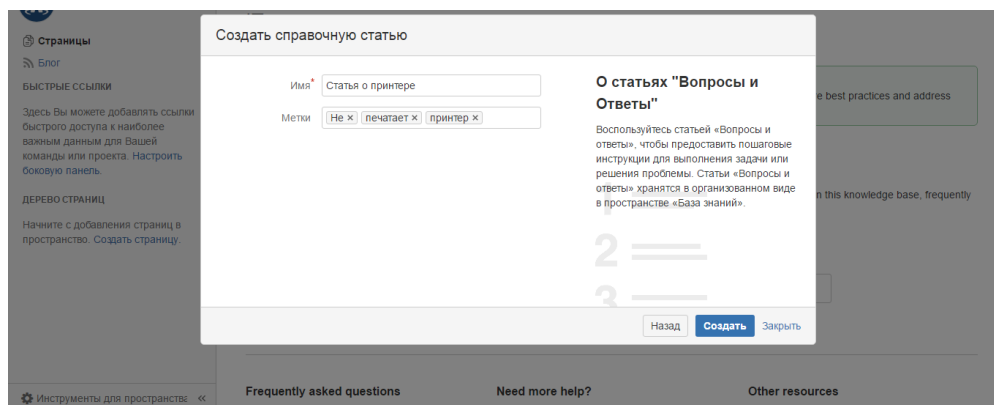 Создать справочную статью
Страницы
Блог
БЫСТРЫЕ ССЫЛКИ
Здесь Вы можете добавлять ссылки
быстрого доступа к наиболее
важным данным для Вашей
команды или проекта. Настроить
боковую панель.
ДЕРЕВО СТРАНИЦ
Начните с добавления страниц в
пространство. Создать страницу.
Инструменты для пространства «
Имя* Статья о принтере
Метки Не × печатает × принтер ×
О статьях "Вопросы и
Ответы"
Воспользуйтесь статьей «Вопросы и
ответы», чтобы предоставить пошаговые
инструкции для выполнения задачи или
решения проблемы. Статьи «Вопросы и
ответы» хранятся в организованном виде
в пространстве «База знаний».
1
2
3
Назад Создать Закрыть
best practices and address
this knowledge base, frequently
Frequently asked questions Need more help? Other resources